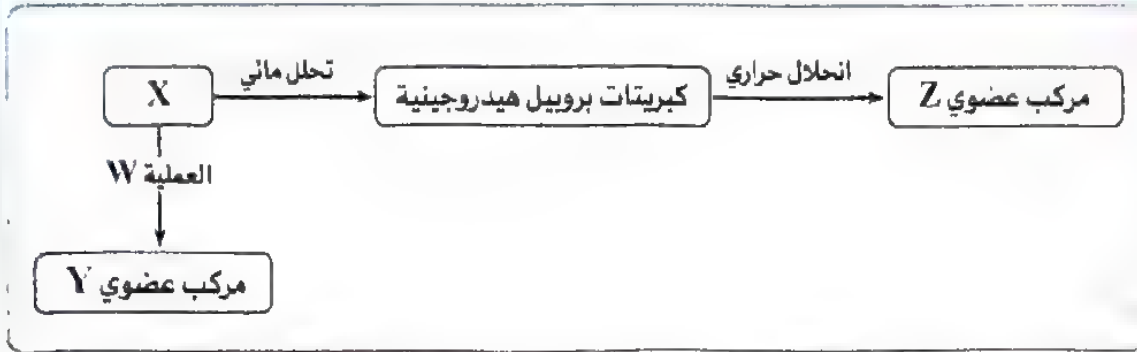 X
تحلل مائي
كبريتات بروبيل هيدروجينية
انحلال حراري
مركب عضوي Z
العملية W
مركب عضوي Y